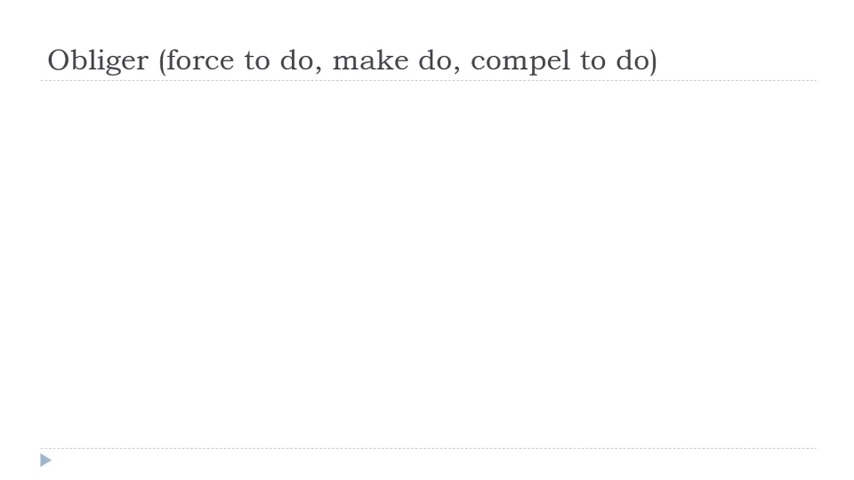 Obliger (force to do, make do, compel to do)